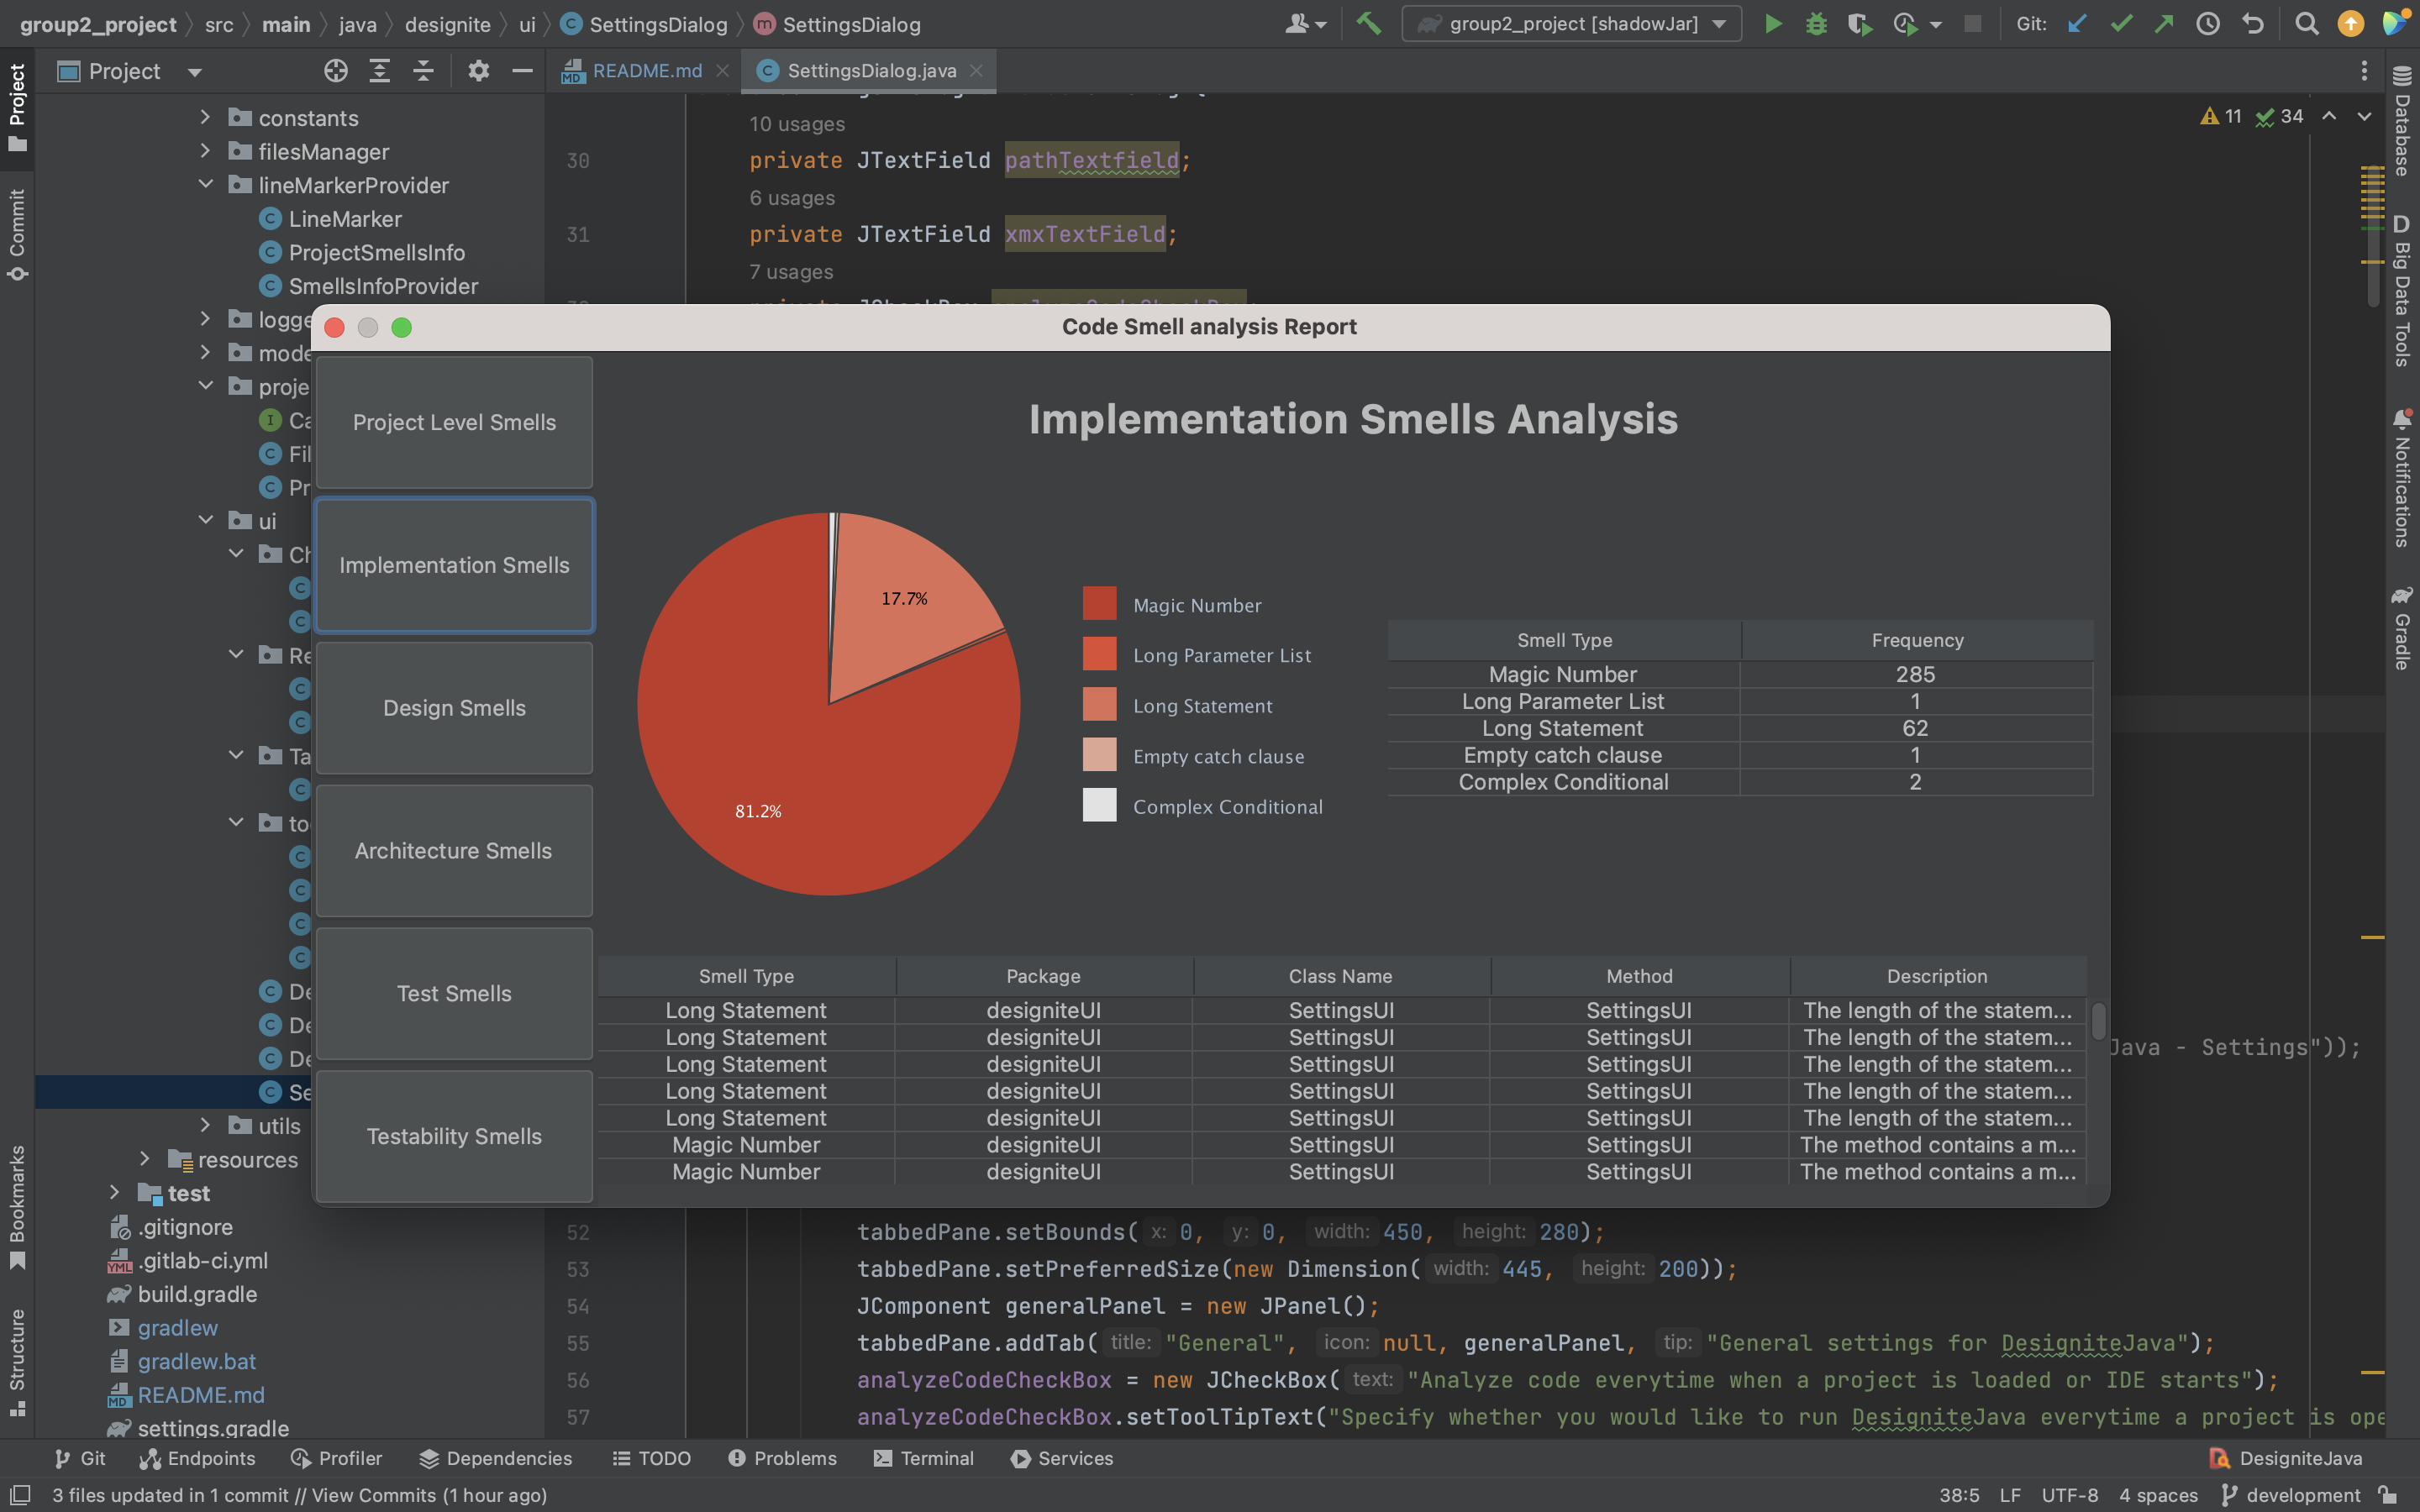 group2_project src main java designite ui SettingsDialog SettingsDialog
group2_project [shadowJar]
Git:
Project
README.md
SettingsDialog.java
Project
Commit
Bookmarks
Structure
constants
filesManager
lineMarkerProvider
LineMarker
ProjectSmellsInfo
SmellsInfoProvider
logge
mode
proje
Ca
Fil
Pr
ui
Ch
Re
Ta
too
De
De
De
Se
utils
resources
test
.gitignore
.gitlab-ci.yml
build.gradle
gradlew
gradlew.bat
README.md
settings.gradle
11 34
10 usages
30 private JTextField pathTextfield;
6 usages
31 private JTextField xmxTextField;
7 usages
Code Smell analysis Report
Project Level Smells
Implementation Smells
Design Smells
Architecture Smells
Test Smells
Testability Smells
Implementation Smells Analysis
17.7%
81.2%
Magic Number
Long Parameter List
Long Statement
Empty catch clause
Complex Conditional
Smell Type Frequency
Magic Number 285
Long Parameter List 1
Long Statement 62
Empty catch clause 1
Complex Conditional 2
Smell Type Package Class Name Method Description
Long Statement designiteUI SettingsUI SettingsUI The length of the statem...
Long Statement designiteUI SettingsUI SettingsUI The length of the statem...
Long Statement designiteUI SettingsUI SettingsUI The length of the statem...
Long Statement designiteUI SettingsUI SettingsUI The length of the statem...
Long Statement designiteUI SettingsUI SettingsUI The length of the statem...
Magic Number designiteUI SettingsUI SettingsUI The method contains a m...
Magic Number designiteUI SettingsUI SettingsUI The method contains a m...
Java - Settings"));
52 tabbedPane.setBounds( x: 0, y: 0, width: 450, height: 280);
53 tabbedPane.setPreferredSize(new Dimension( width: 445, height: 200));
54 JComponent generalPanel = new JPanel();
55 tabbedPane.addTab( title: "General", icon: null, generalPanel, tip: "General settings for DesigniteJava");
56 analyzeCodeCheckBox = new JCheckBox( text: "Analyze code everytime when a project is loaded or IDE starts");
57 analyzeCodeCheckBox.setToolTipText("Specify whether you would like to run DesigniteJava everytime a project is ope
Database
Big Data Tools
Notifications
Gradle
Git Endpoints Profiler Dependencies TODO Problems Terminal Services DesigniteJava
3 files updated in 1 commit // View Commits (1 hour ago)
38:5 LF UTF-8 4 spaces development